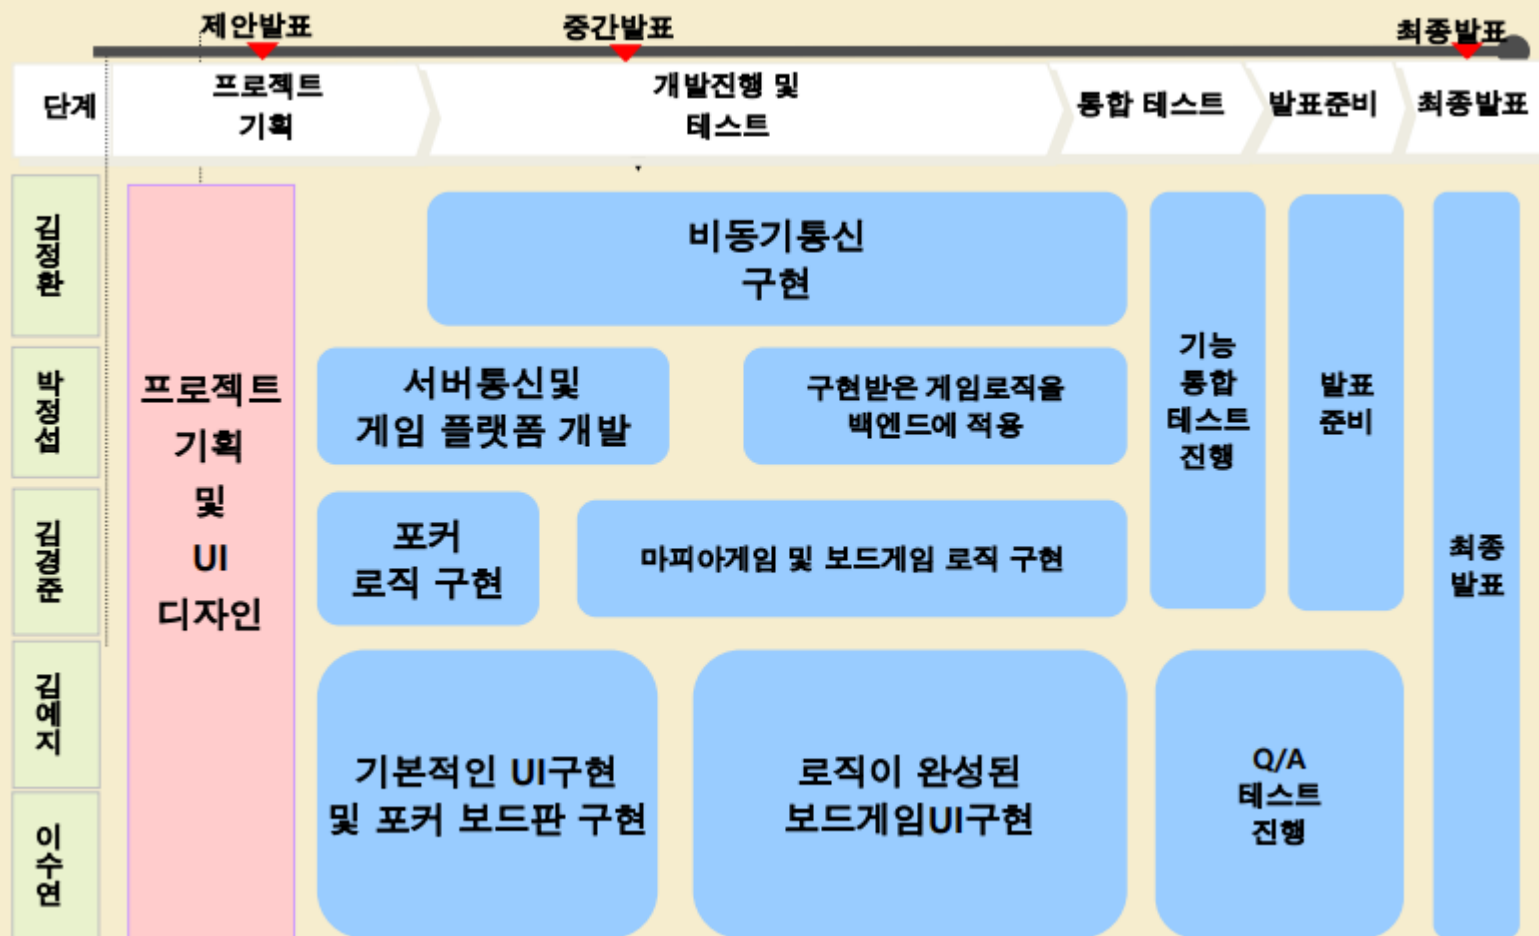 제안발표
중간발표
최종발표
단계
프로젝트
기획
개발진행 및
테스트
통합 테스트
발표준비
최종발표
김정환
박정섭
김경준
김예지
이수연
프로젝트
기획
및
UI
디자인
비동기통신
구현
서버통신및
게임 플랫폼 개발
구현받은 게임로직을
백엔드에 적용
포커
로직 구현
마피아게임 및 보드게임 로직 구현
기본적인 UI구현
및 포커 보드판 구현
로직이 완성된
보드게임UI구현
기능
통합
테스트
진행
발표
준비
Q/A
테스트
진행
최종
발표